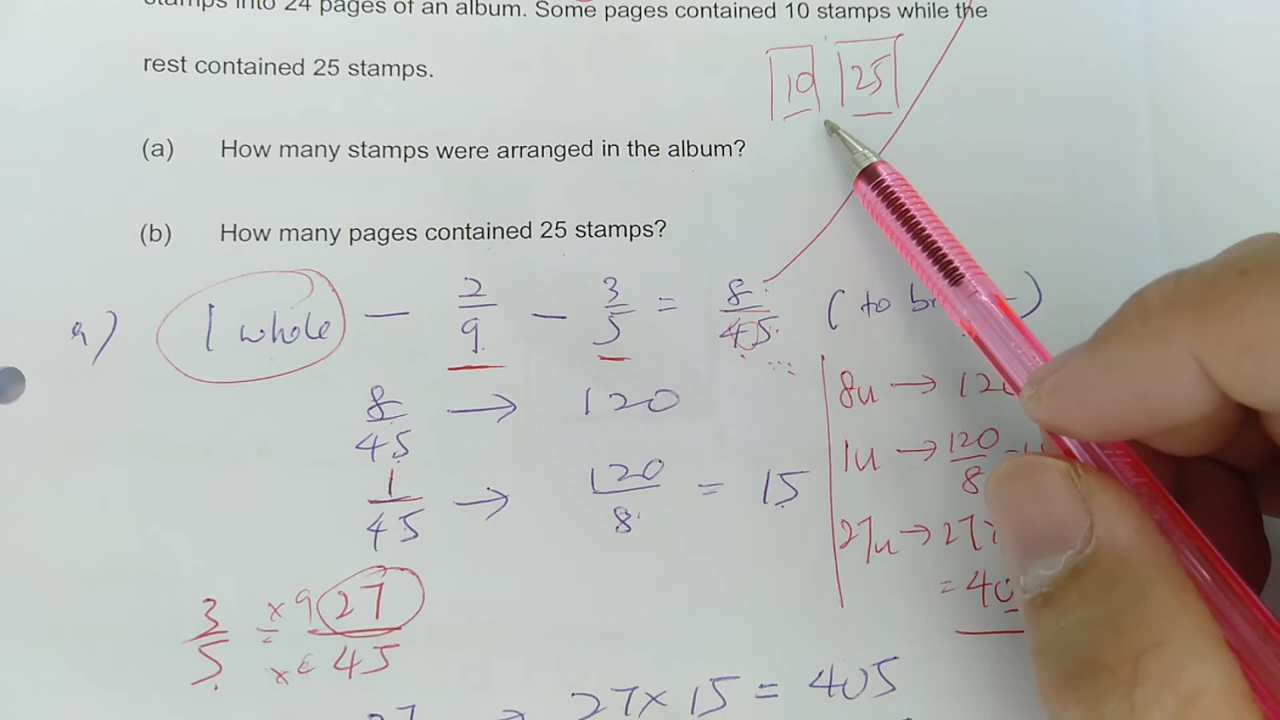 stamps into 24 pages of an album. Some pages contained 10 stamps while the
rest contained 25 stamps.
10 25
(a) How many stamps were arranged in the album?
(b) How many pages contained 25 stamps?
a) 1 whole - 2/9 - 3/5 = 8/45 ( to b )
8/45 → 120
1/45 → 120/8 = 15
8u → 120
1u → 120/8 =
27u → 27
= 40
3/5 ×9 = 27/45
27 → 27 × 15 = 405